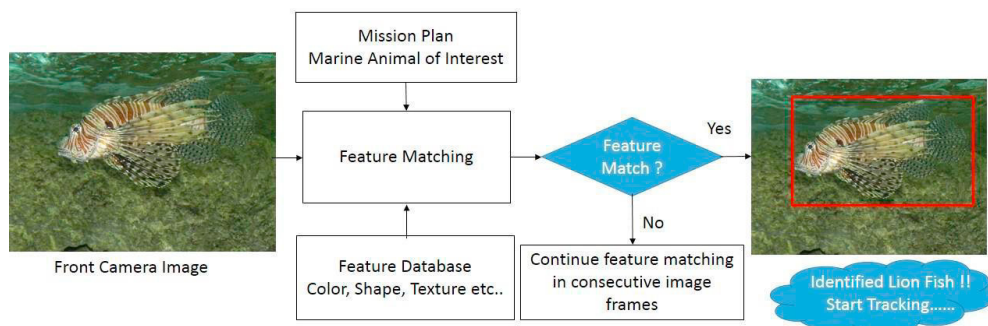 Mission Plan
Marine Animal of Interest
Front Camera Image
Feature Matching
Feature Database
Color, Shape, Texture etc..
Feature
Match ?
Yes
No
Continue feature matching
in consecutive image
frames
Identified Lion Fish !!
Start Tracking......